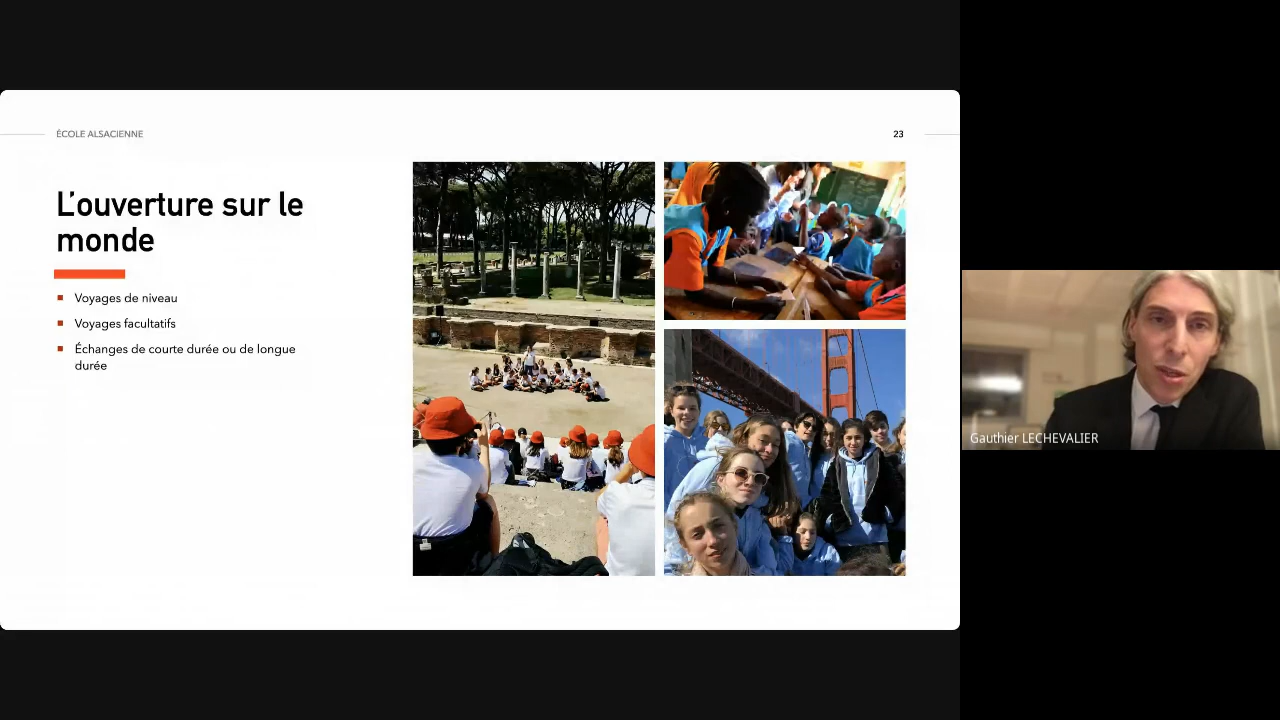 ÉCOLE ALSACIENNE
23
L'ouverture sur le
monde
Voyages de niveau
Voyages facultatifs
Échanges de courte durée ou de longue
durée
Gauthier LECHEVALIER